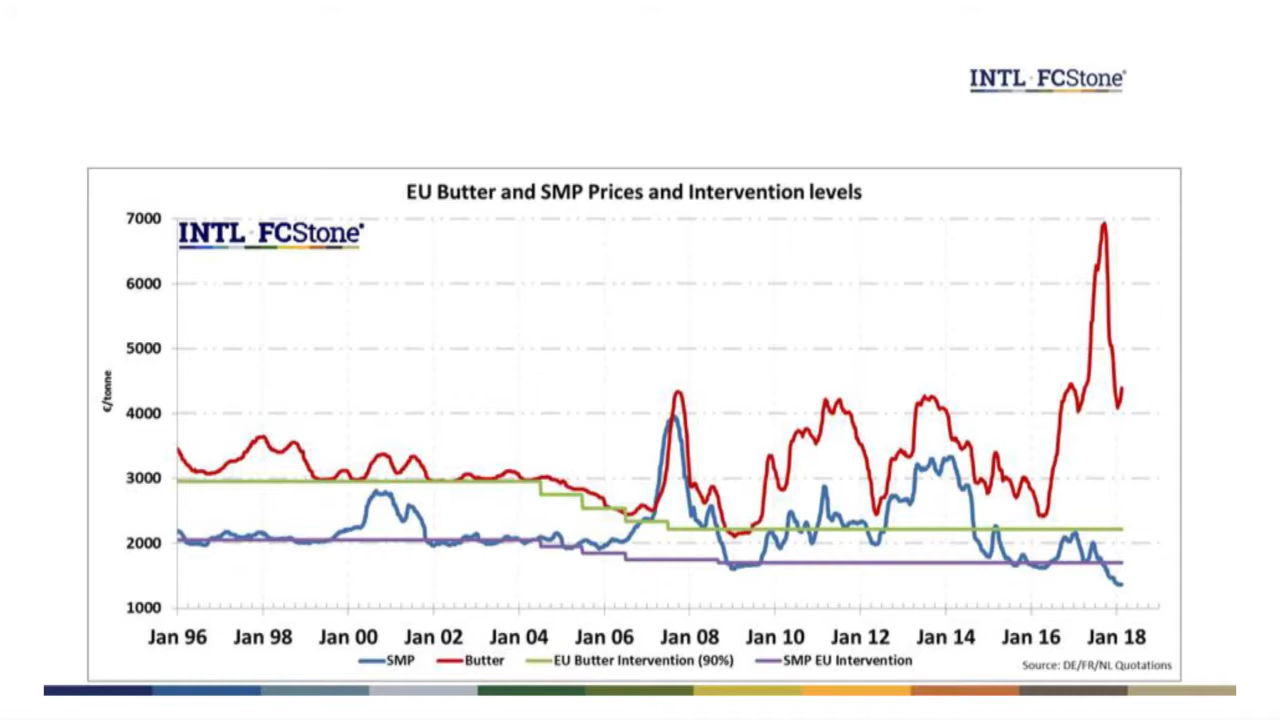 INTL FCStone®
EU Butter and SMP Prices and Intervention levels
INTL FCStone®
€/tonne
7000
6000
5000
4000
3000
2000
1000
Jan 96 Jan 98 Jan 00 Jan 02 Jan 04 Jan 06 Jan 08 Jan 10 Jan 12 Jan 14 Jan 16 Jan 18
SMP Butter EU Butter Intervention (90%) SMP EU Intervention
Source: DE/FR/NL Quotations